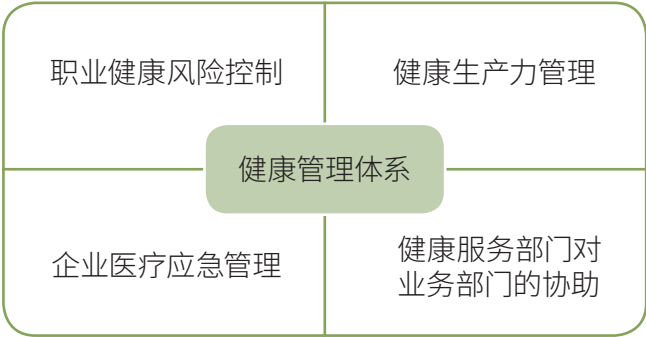 职业健康风险控制
健康生产力管理
健康管理体系
企业医疗应急管理
健康服务部门对
业务部门的协助